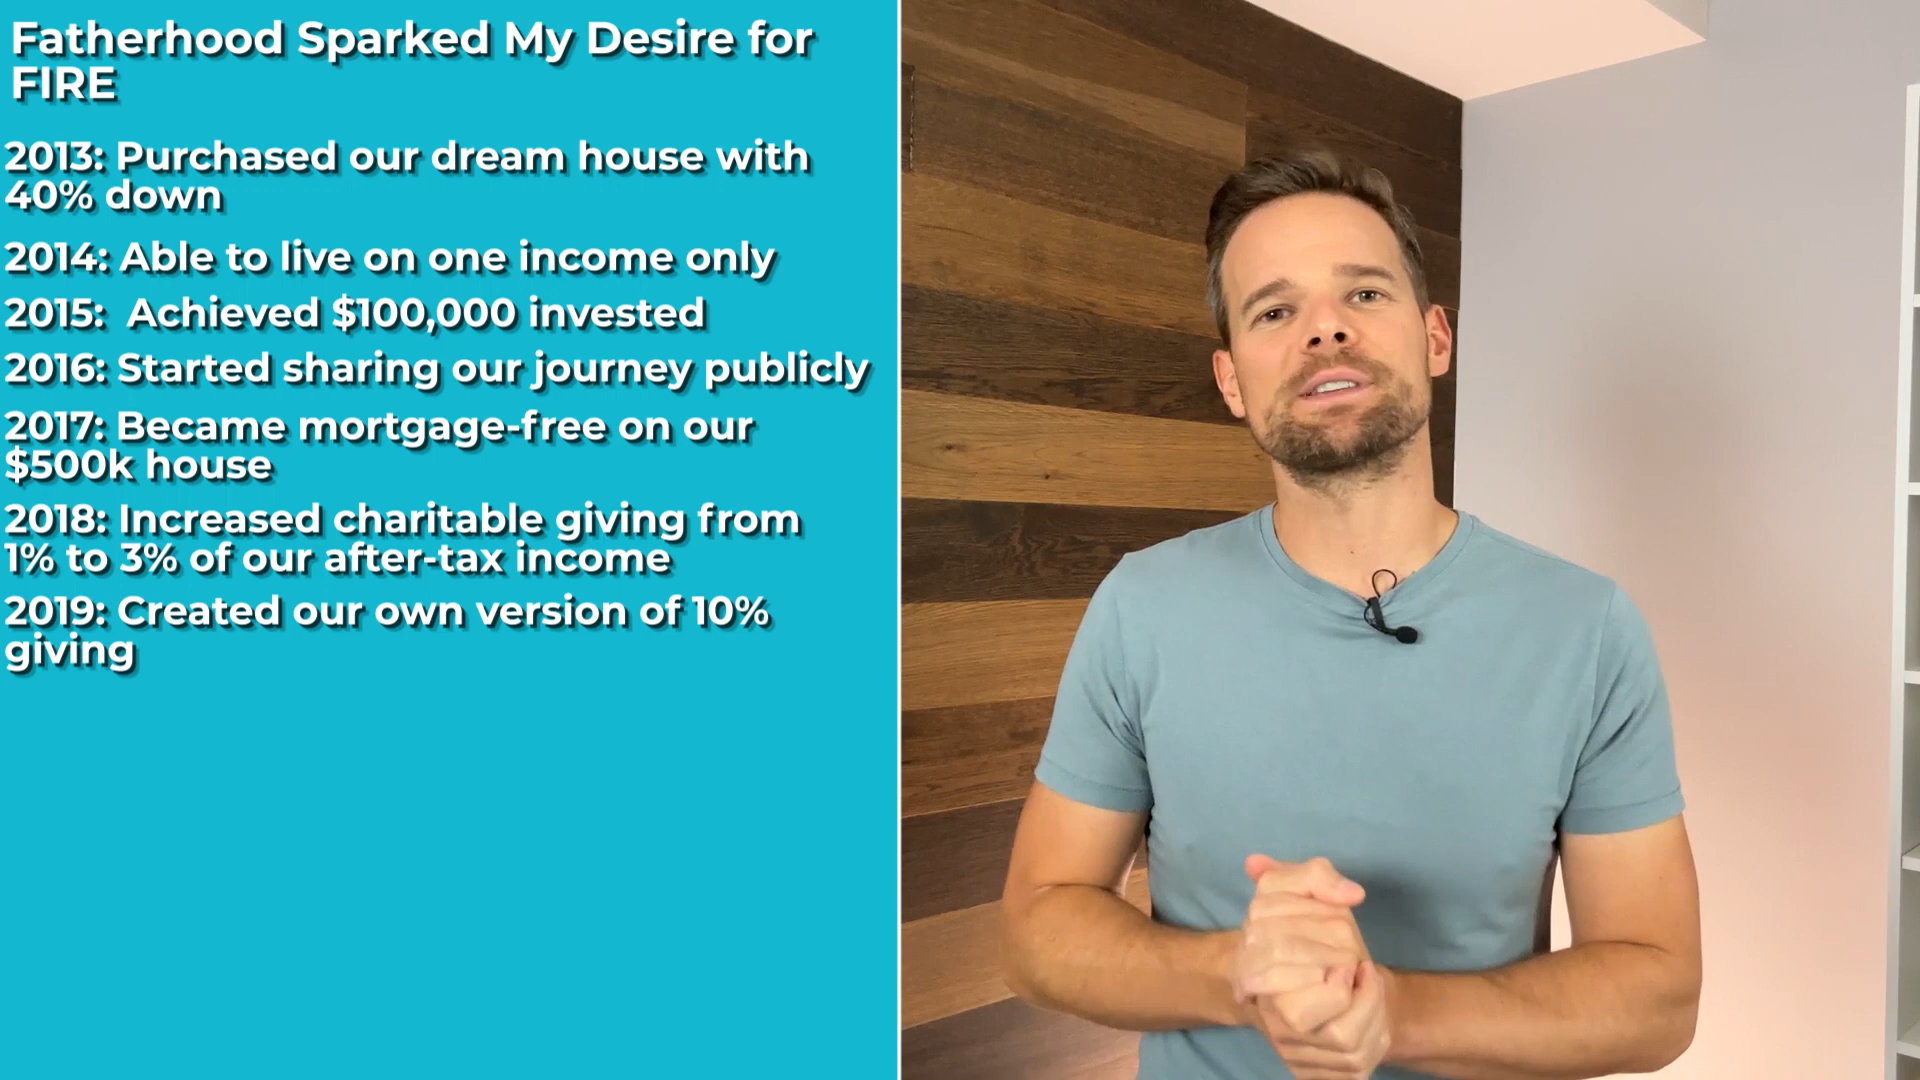 Fatherhood Sparked My Desire for
FIRE
2013: Purchased our dream house with
40% down
2014: Able to live on one income only
2015: Achieved $100,000 invested
2016: Started sharing our journey publicly
2017: Became mortgage-free on our
$500k house
2018: Increased charitable giving from
1% to 3% of our after-tax income
2019: Created our own version of 10%
giving